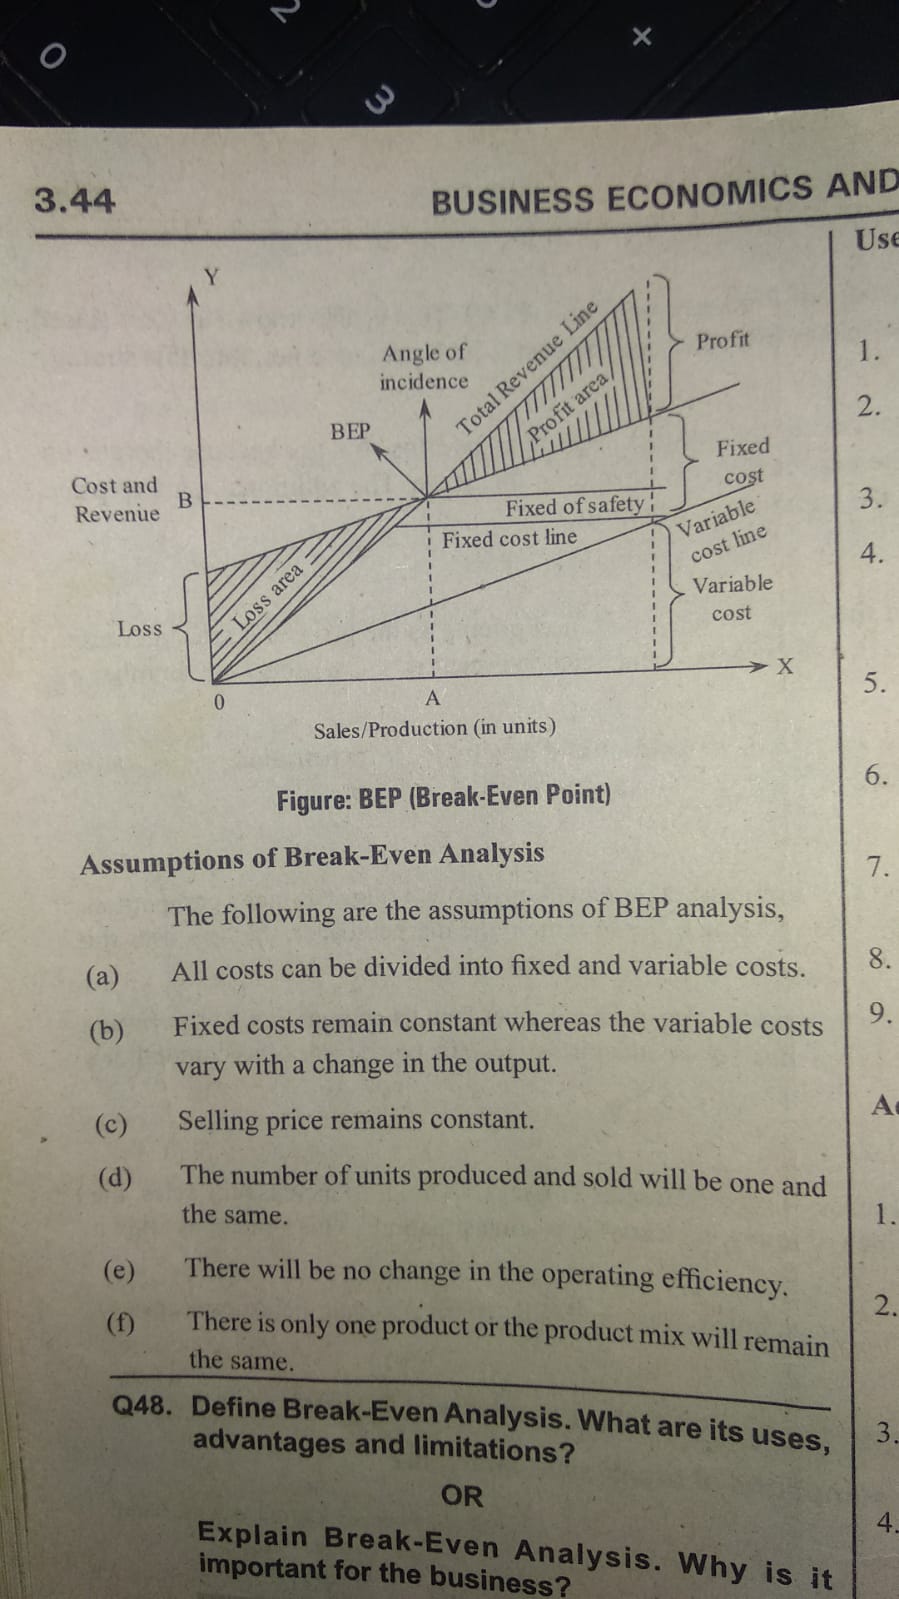 0
2
3
×
3.44
BUSINESS ECONOMICS AND
Y
Angle of
incidence
BEP
Total Revenue Line
Profit area
Profit
Cost and
Revenue
B
Fixed
cost
Fixed of safety
Fixed cost line
Variable
cost line
Loss area
Loss
Variable
cost
X
0
A
Sales/Production (in units)
Figure: BEP (Break-Even Point)
Assumptions of Break-Even Analysis
The following are the assumptions of BEP analysis,
(a) All costs can be divided into fixed and variable costs.
(b) Fixed costs remain constant whereas the variable costs
vary with a change in the output.
(c) Selling price remains constant.
(d) The number of units produced and sold will be one and
the same.
(e) There will be no change in the operating efficiency.
(f) There is only one product or the product mix will remain
the same.
Q48. Define Break-Even Analysis. What are its uses,
advantages and limitations?
OR
Explain Break-Even Analysis. Why is it
important for the business?
1.
2.
3.
4.
5.
6.
7.
8.
9.
1.
2.
3.
4.